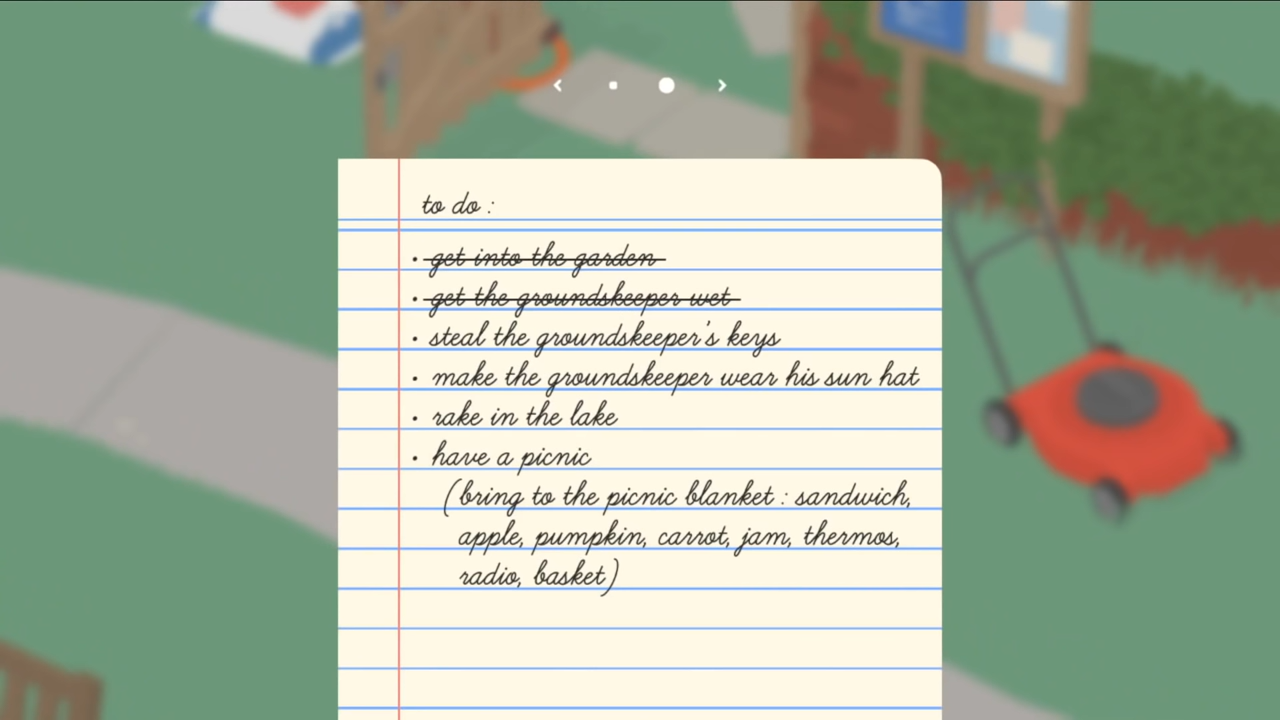 to do :
• get into the garden
• get the groundskeeper wet
• steal the groundskeeper's keys
• make the groundskeeper wear his sun hat
• rake in the lake
• have a picnic
(bring to the picnic blanket : sandwich,
apple, pumpkin, carrot, jam, thermos,
radio, basket)